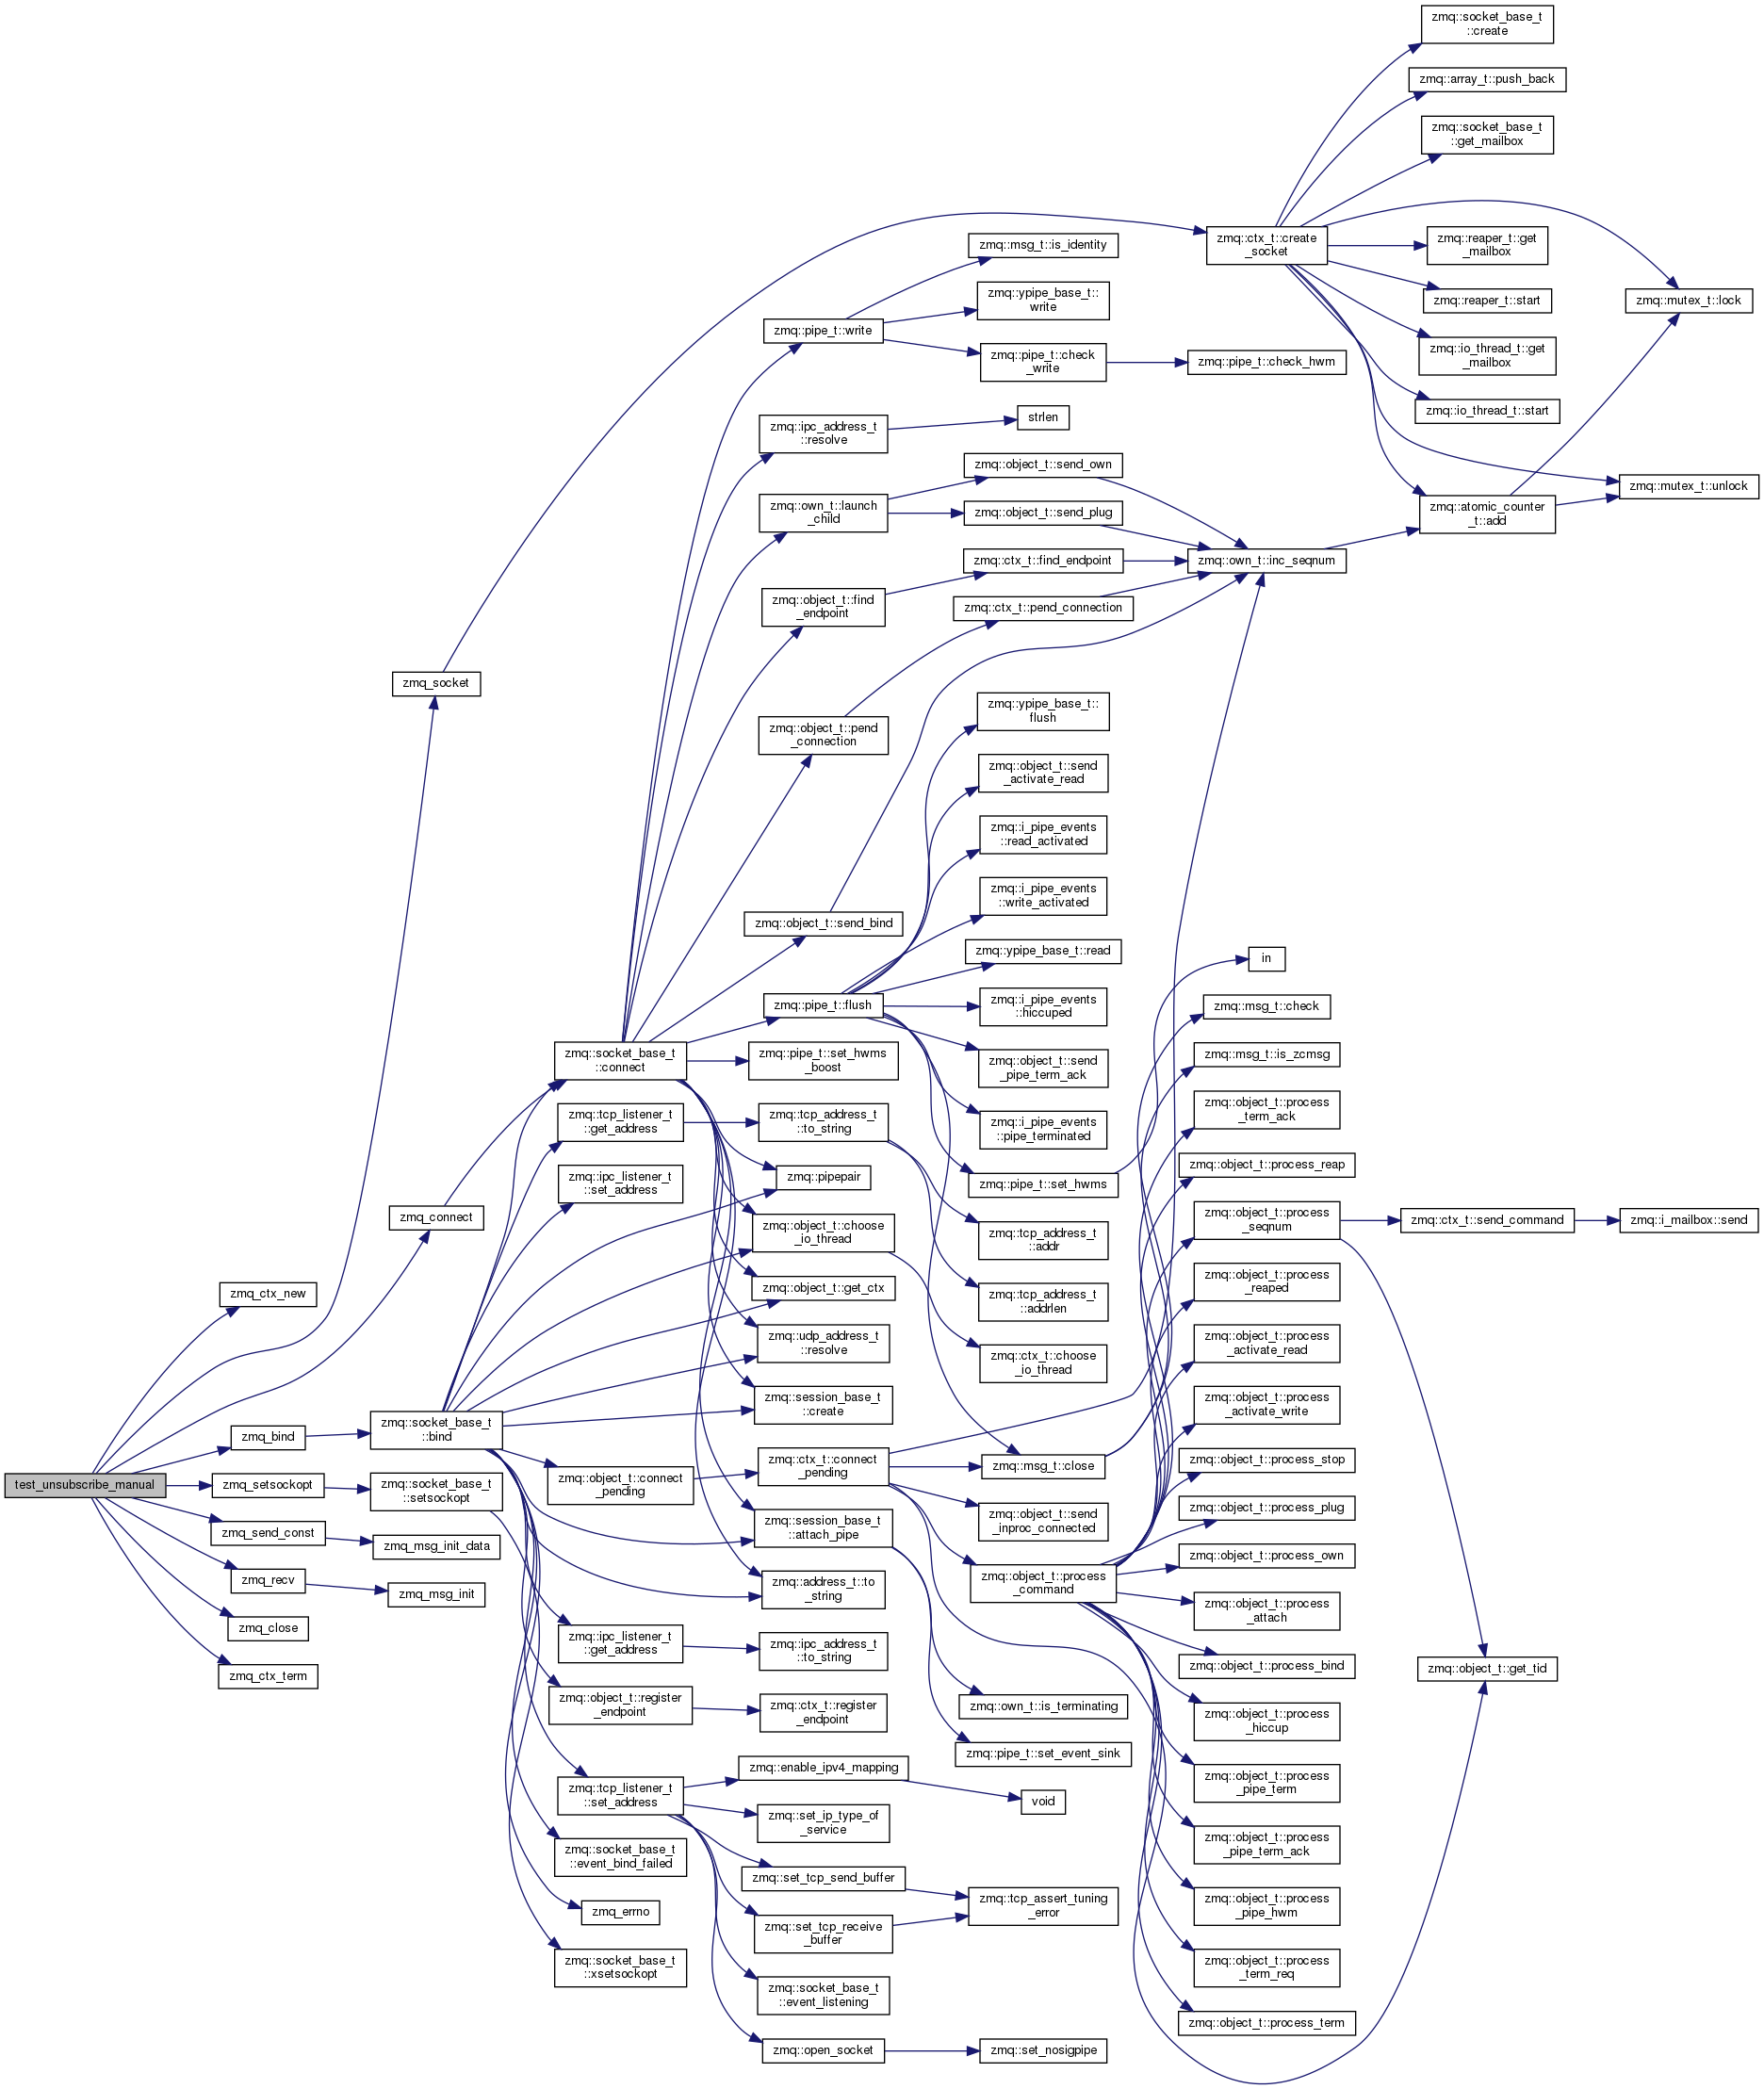 zmq::socket_base_t
::create
zmq::array_t::push_back
zmq::socket_base_t
::get_mailbox
zmq::ctx_t::create
_socket
zmq::reaper_t::get
_mailbox
zmq::msg_t::is_identity
zmq::reaper_t::start
zmq::mutex_t::lock
zmq::ypipe_base_t::
write
zmq::pipe_t::write
zmq::pipe_t::check
_write
zmq::pipe_t::check_hwm
zmq::io_thread_t::get
_mailbox
zmq::io_thread_t::start
strlen
zmq::ipc_address_t
::resolve
zmq::object_t::send_own
zmq::mutex_t::unlock
zmq::own_t::launch
_child
zmq::object_t::send_plug
zmq::atomic_counter
_t::add
zmq::ctx_t::find_endpoint
zmq::own_t::inc_seqnum
zmq::object_t::find
_endpoint
zmq::ctx_t::pend_connection
zmq_socket
zmq::ypipe_base_t::
flush
zmq::object_t::pend
_connection
zmq::object_t::send
_activate_read
zmq::i_pipe_events
::read_activated
zmq::i_pipe_events
::write_activated
zmq::object_t::send_bind
zmq::ypipe_base_t::read
in
zmq::pipe_t::flush
zmq::i_pipe_events
::hiccuped
zmq::msg_t::check
zmq::socket_base_t
::connect
zmq::pipe_t::set_hwms
_boost
zmq::object_t::send
_pipe_term_ack
zmq::msg_t::is_zcmsg
zmq::tcp_listener_t
::get_address
zmq::tcp_address_t
::to_string
zmq::i_pipe_events
::pipe_terminated
zmq::object_t::process
_term_ack
zmq::ipc_listener_t
::set_address
zmq::pipepair
zmq::pipe_t::set_hwms
zmq::object_t::process_reap
zmq_connect
zmq::object_t::choose
_io_thread
zmq::tcp_address_t
::addr
zmq::object_t::process
_seqnum
zmq::ctx_t::send_command
zmq::i_mailbox::send
zmq_ctx_new
zmq::object_t::get_ctx
zmq::tcp_address_t
::addrlen
zmq::object_t::process
_reaped
zmq::udp_address_t
::resolve
zmq::ctx_t::choose
_io_thread
zmq::object_t::process
_activate_read
zmq::session_base_t
::create
zmq::object_t::process
_activate_write
zmq_bind
zmq::socket_base_t
::bind
zmq::ctx_t::connect
_pending
zmq::msg_t::close
zmq::object_t::process_stop
test_unsubscribe_manual
zmq_setsockopt
zmq::socket_base_t
::setsockopt
zmq::object_t::connect
_pending
zmq::object_t::send
_inproc_connected
zmq::object_t::process_plug
zmq_send_const
zmq_msg_init_data
zmq::session_base_t
::attach_pipe
zmq::object_t::process_own
zmq_recv
zmq_msg_init
zmq::address_t::to
_string
zmq::object_t::process
_command
zmq::object_t::process
_attach
zmq_close
zmq::ipc_listener_t
::get_address
zmq::ipc_address_t
::to_string
zmq::object_t::process_bind
zmq::object_t::get_tid
zmq_ctx_term
zmq::object_t::register
_endpoint
zmq::ctx_t::register
_endpoint
zmq::own_t::is_terminating
zmq::object_t::process
_hiccup
zmq::pipe_t::set_event_sink
zmq::tcp_listener_t
::set_address
zmq::enable_ipv4_mapping
void
zmq::object_t::process
_pipe_term
zmq::set_ip_type_of
_service
zmq::socket_base_t
::event_bind_failed
zmq::set_tcp_send_buffer
zmq::object_t::process
_pipe_term_ack
zmq_errno
zmq::set_tcp_receive
_buffer
zmq::tcp_assert_tuning
_error
zmq::object_t::process
_pipe_hwm
zmq::socket_base_t
::xsetsockopt
zmq::socket_base_t
::event_listening
zmq::object_t::process
_term_req
zmq::object_t::process_term
zmq::open_socket
zmq::set_nosigpipe